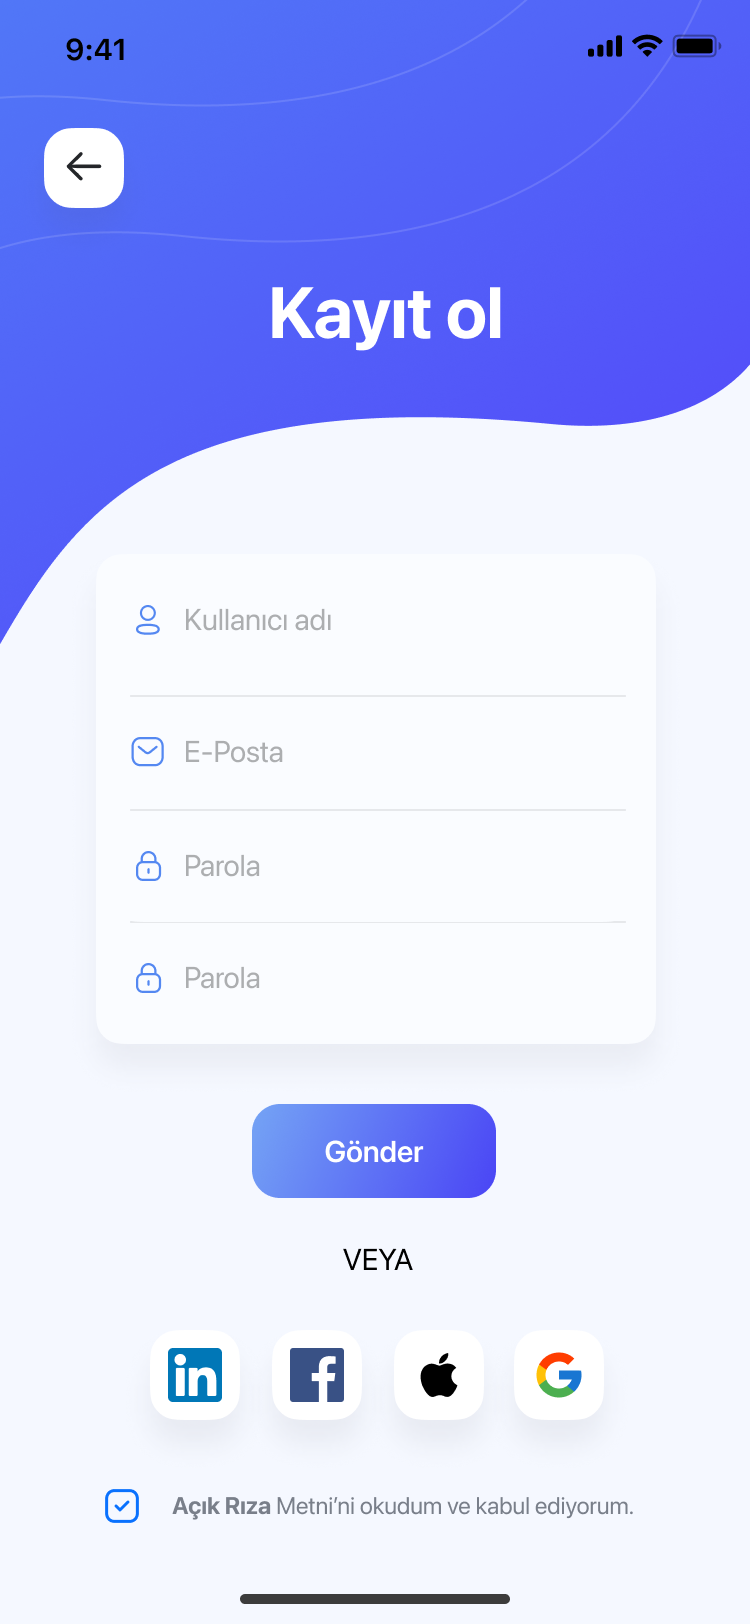 9:41
Kayıt ol
Kullanıcı adı
E-Posta
Parola
Parola
Gönder
VEYA
in
f
G
Açık Rıza Metni’ni okudum ve kabul ediyorum.